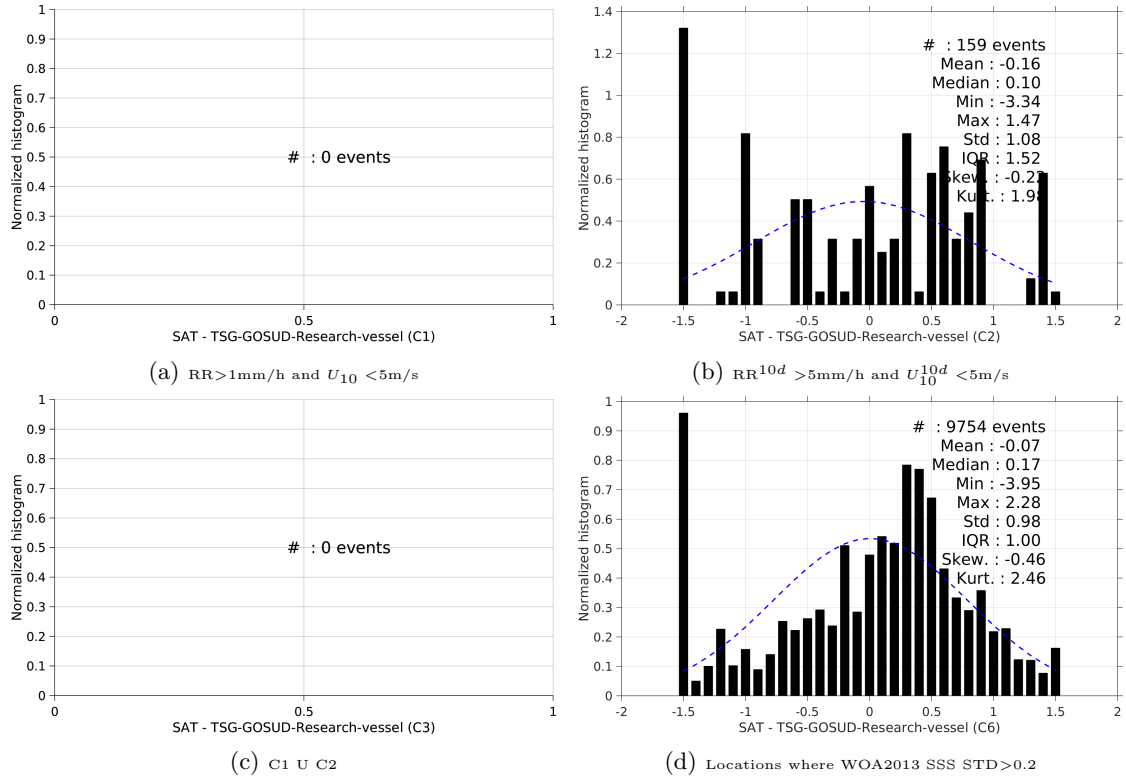 1
0.9
0.8
0.7
0.6
0.5
0.4
0.3
0.2
0.1
0
Normalized histogram
# : 0 events
0 0.5 1
SAT - TSG-GOSUD-Research-vessel (C1)
(a) RR>1mm/h and U10 <5m/s
1.4
1.2
1
0.8
0.6
0.4
0.2
0
Normalized histogram
# : 159 events
Mean : -0.16
Median : 0.10
Min : -3.34
Max : 1.47
Std : 1.08
IQR : 1.52
Skew. : -0.22
Kurt. : 1.98
-2 -1.5 -1 -0.5 0 0.5 1 1.5 2
SAT - TSG-GOSUD-Research-vessel (C2)
(b) RR10d >5mm/h and U10d10 <5m/s
1
0.9
0.8
0.7
0.6
0.5
0.4
0.3
0.2
0.1
0
Normalized histogram
# : 0 events
0 0.5 1
SAT - TSG-GOSUD-Research-vessel (C3)
(c) C1 U C2
1
0.9
0.8
0.7
0.6
0.5
0.4
0.3
0.2
0.1
0
Normalized histogram
# : 9754 events
Mean : -0.07
Median : 0.17
Min : -3.95
Max : 2.28
Std : 0.98
IQR : 1.00
Skew. : -0.46
Kurt. : 2.46
-2 -1.5 -1 -0.5 0 0.5 1 1.5 2
SAT - TSG-GOSUD-Research-vessel (C6)
(d) Locations where WOA2013 SSS STD>0.2